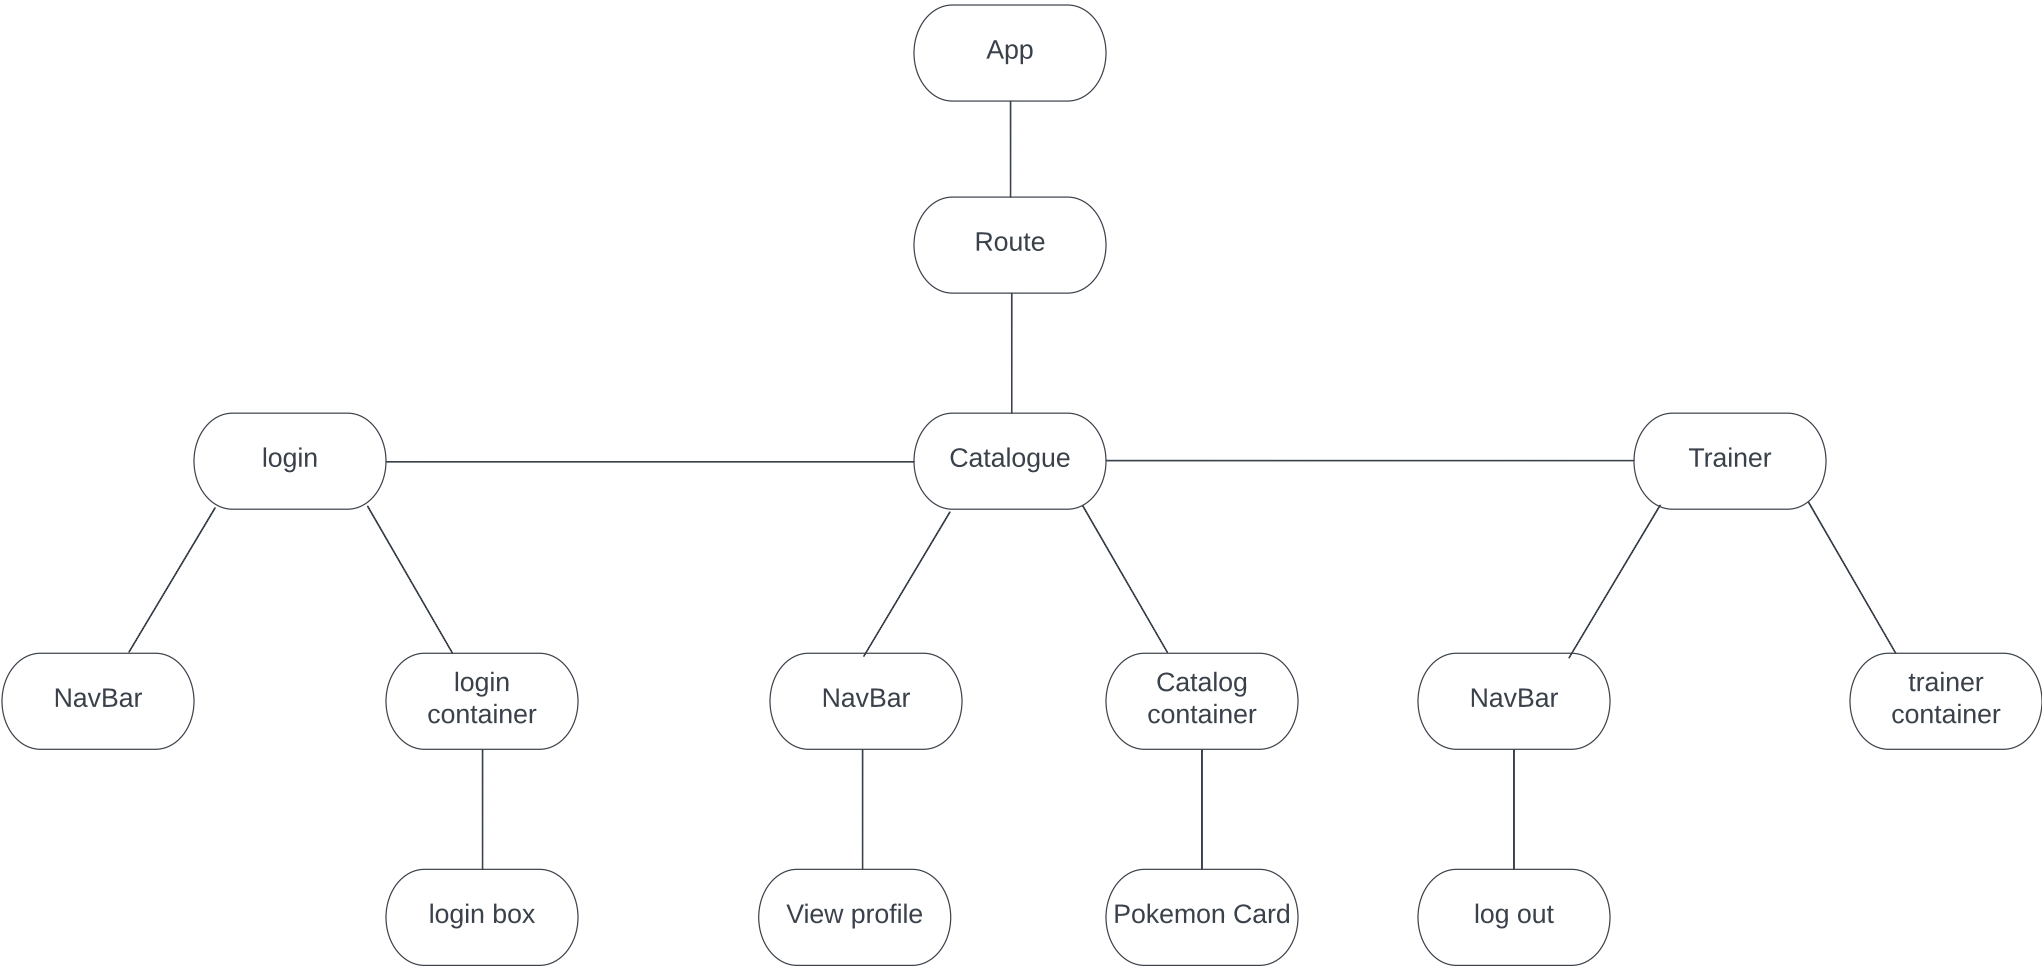 App
Route
login
Catalogue
Trainer
NavBar
login
container
NavBar
Catalog
container
NavBar
trainer
container
login box
View profile
Pokemon Card
log out